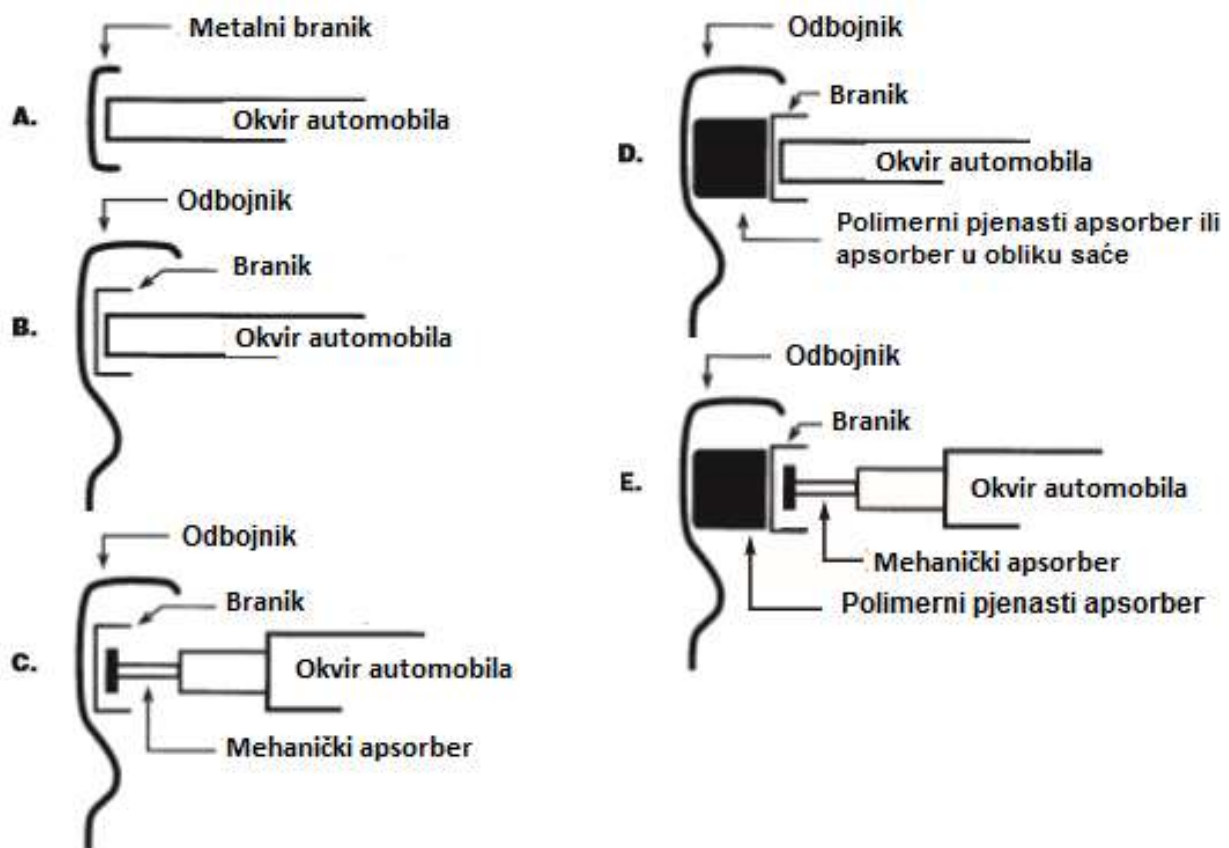 Metalni branik
A.
Okvir automobila
Odbojnik
Branik
B.
Okvir automobila
Odbojnik
Branik
C.
Okvir automobila
Mehanički apsorber
Odbojnik
Branik
D.
Okvir automobila
Polimerni pjenasti apsorber ili
apsorber u obliku saće
Odbojnik
Branik
E.
Okvir automobila
Mehanički apsorber
Polimerni pjenasti apsorber